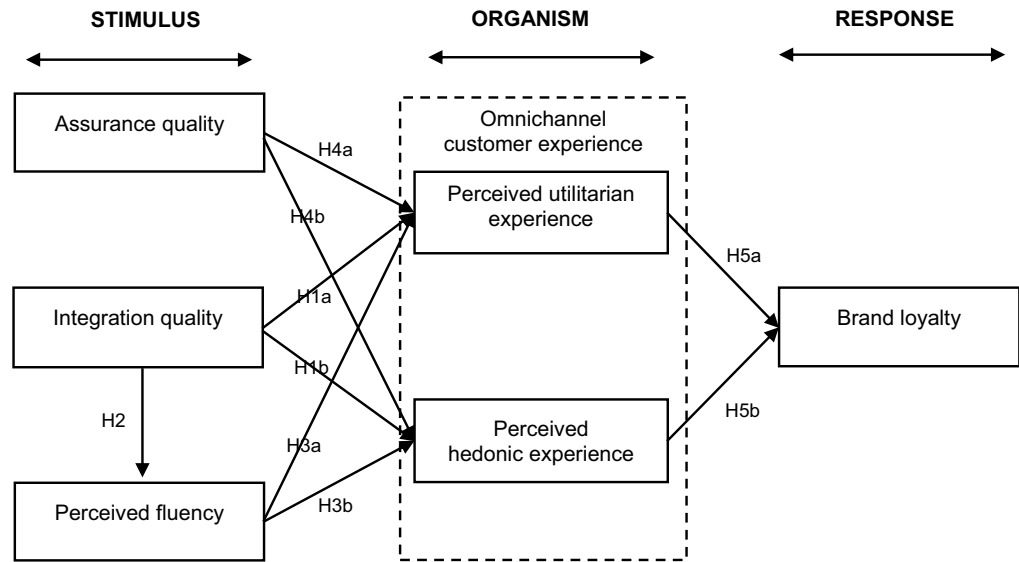 STIMULUS
ORGANISM
RESPONSE
Assurance quality
Omnichannel
customer experience
H4a
Perceived utilitarian
experience
H4b
H5a
H1a
Integration quality
Brand loyalty
H1b
H2
H5b
Perceived
hedonic experience
H3a
Perceived fluency
H3b